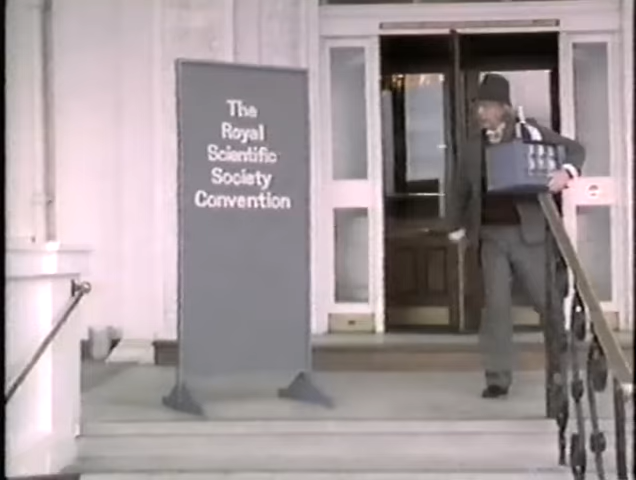 The
Royal
Scientific
Society
Convention